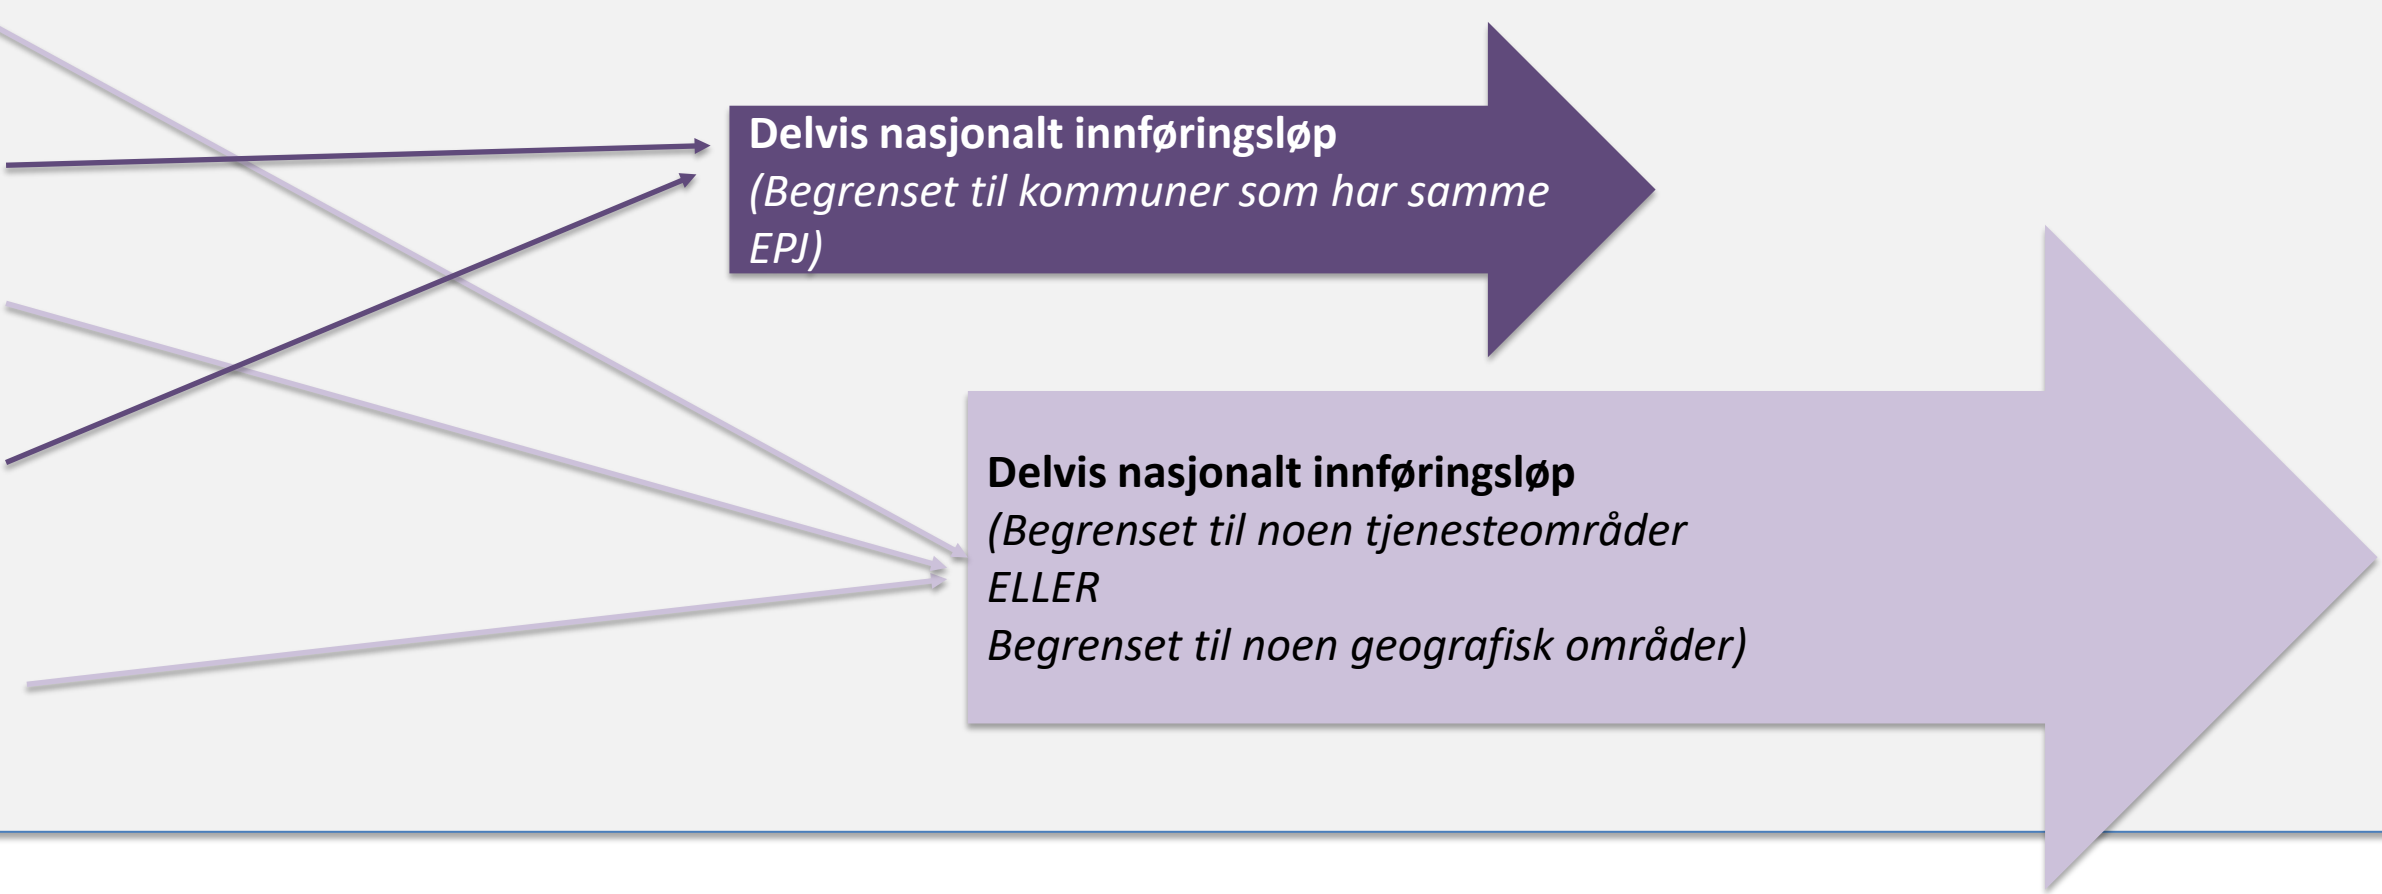 Delvis nasjonalt innføringsløp
(Begrenset til kommuner som har samme
EPJ)
Delvis nasjonalt innføringsløp
(Begrenset til noen tjenesteområder
ELLER
Begrenset til noen geografisk områder)